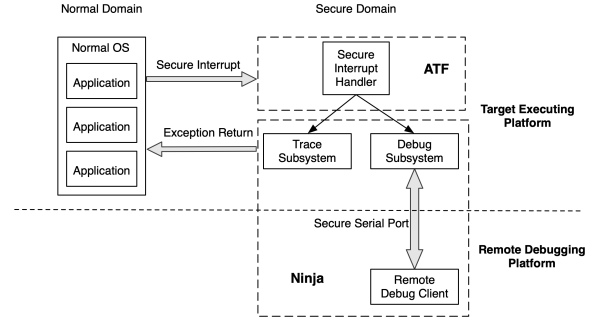 Normal Domain
Secure Domain
Normal OS
Application
Application
Application
Secure Interrupt
Exception Return
Secure
Interrupt
Handler
ATF
Trace
Subsystem
Debug
Subsystem
Target Executing
Platform
Secure Serial Port
Ninja
Remote
Debug Client
Remote Debugging
Platform